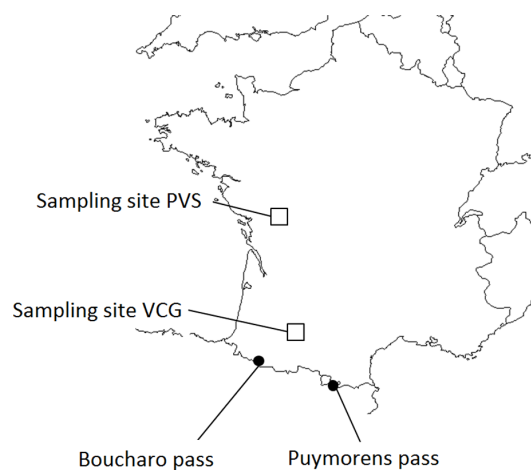 Sampling site PVS
Sampling site VCG
Boucharo pass
Puymorens pass